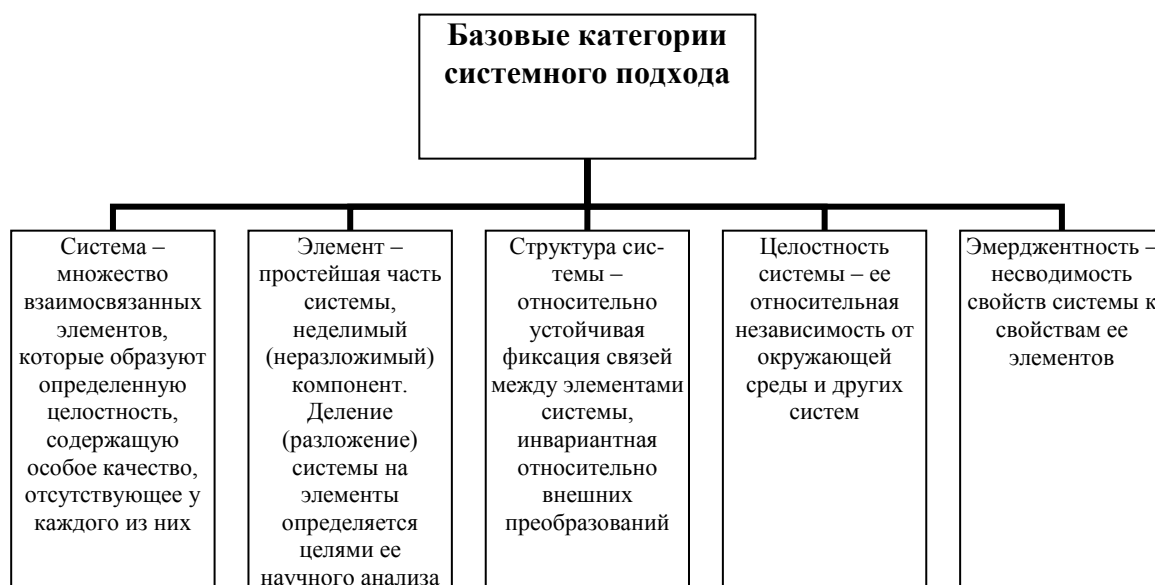 Базовые категории
системного подхода
Система –
множество
взаимосвязанных
элементов,
которые образуют
определенную
целостность,
содержащую
особое качество,
отсутствующее у
каждого из них
Элемент –
простейшая часть
системы,
неделимый
(неразложимый)
компонент.
Деление
(разложение)
системы на
элементы
определяется
целями ее
научного анализа
Структура сис-
темы –
относительно
устойчивая
фиксация связей
между элементами
системы,
инвариантная
относительно
внешних
преобразований
Целостность
системы – ее
относительная
независимость от
окружающей
среды и других
систем
Эмерджентность –
несводимость
свойств системы к
свойствам ее
элементов